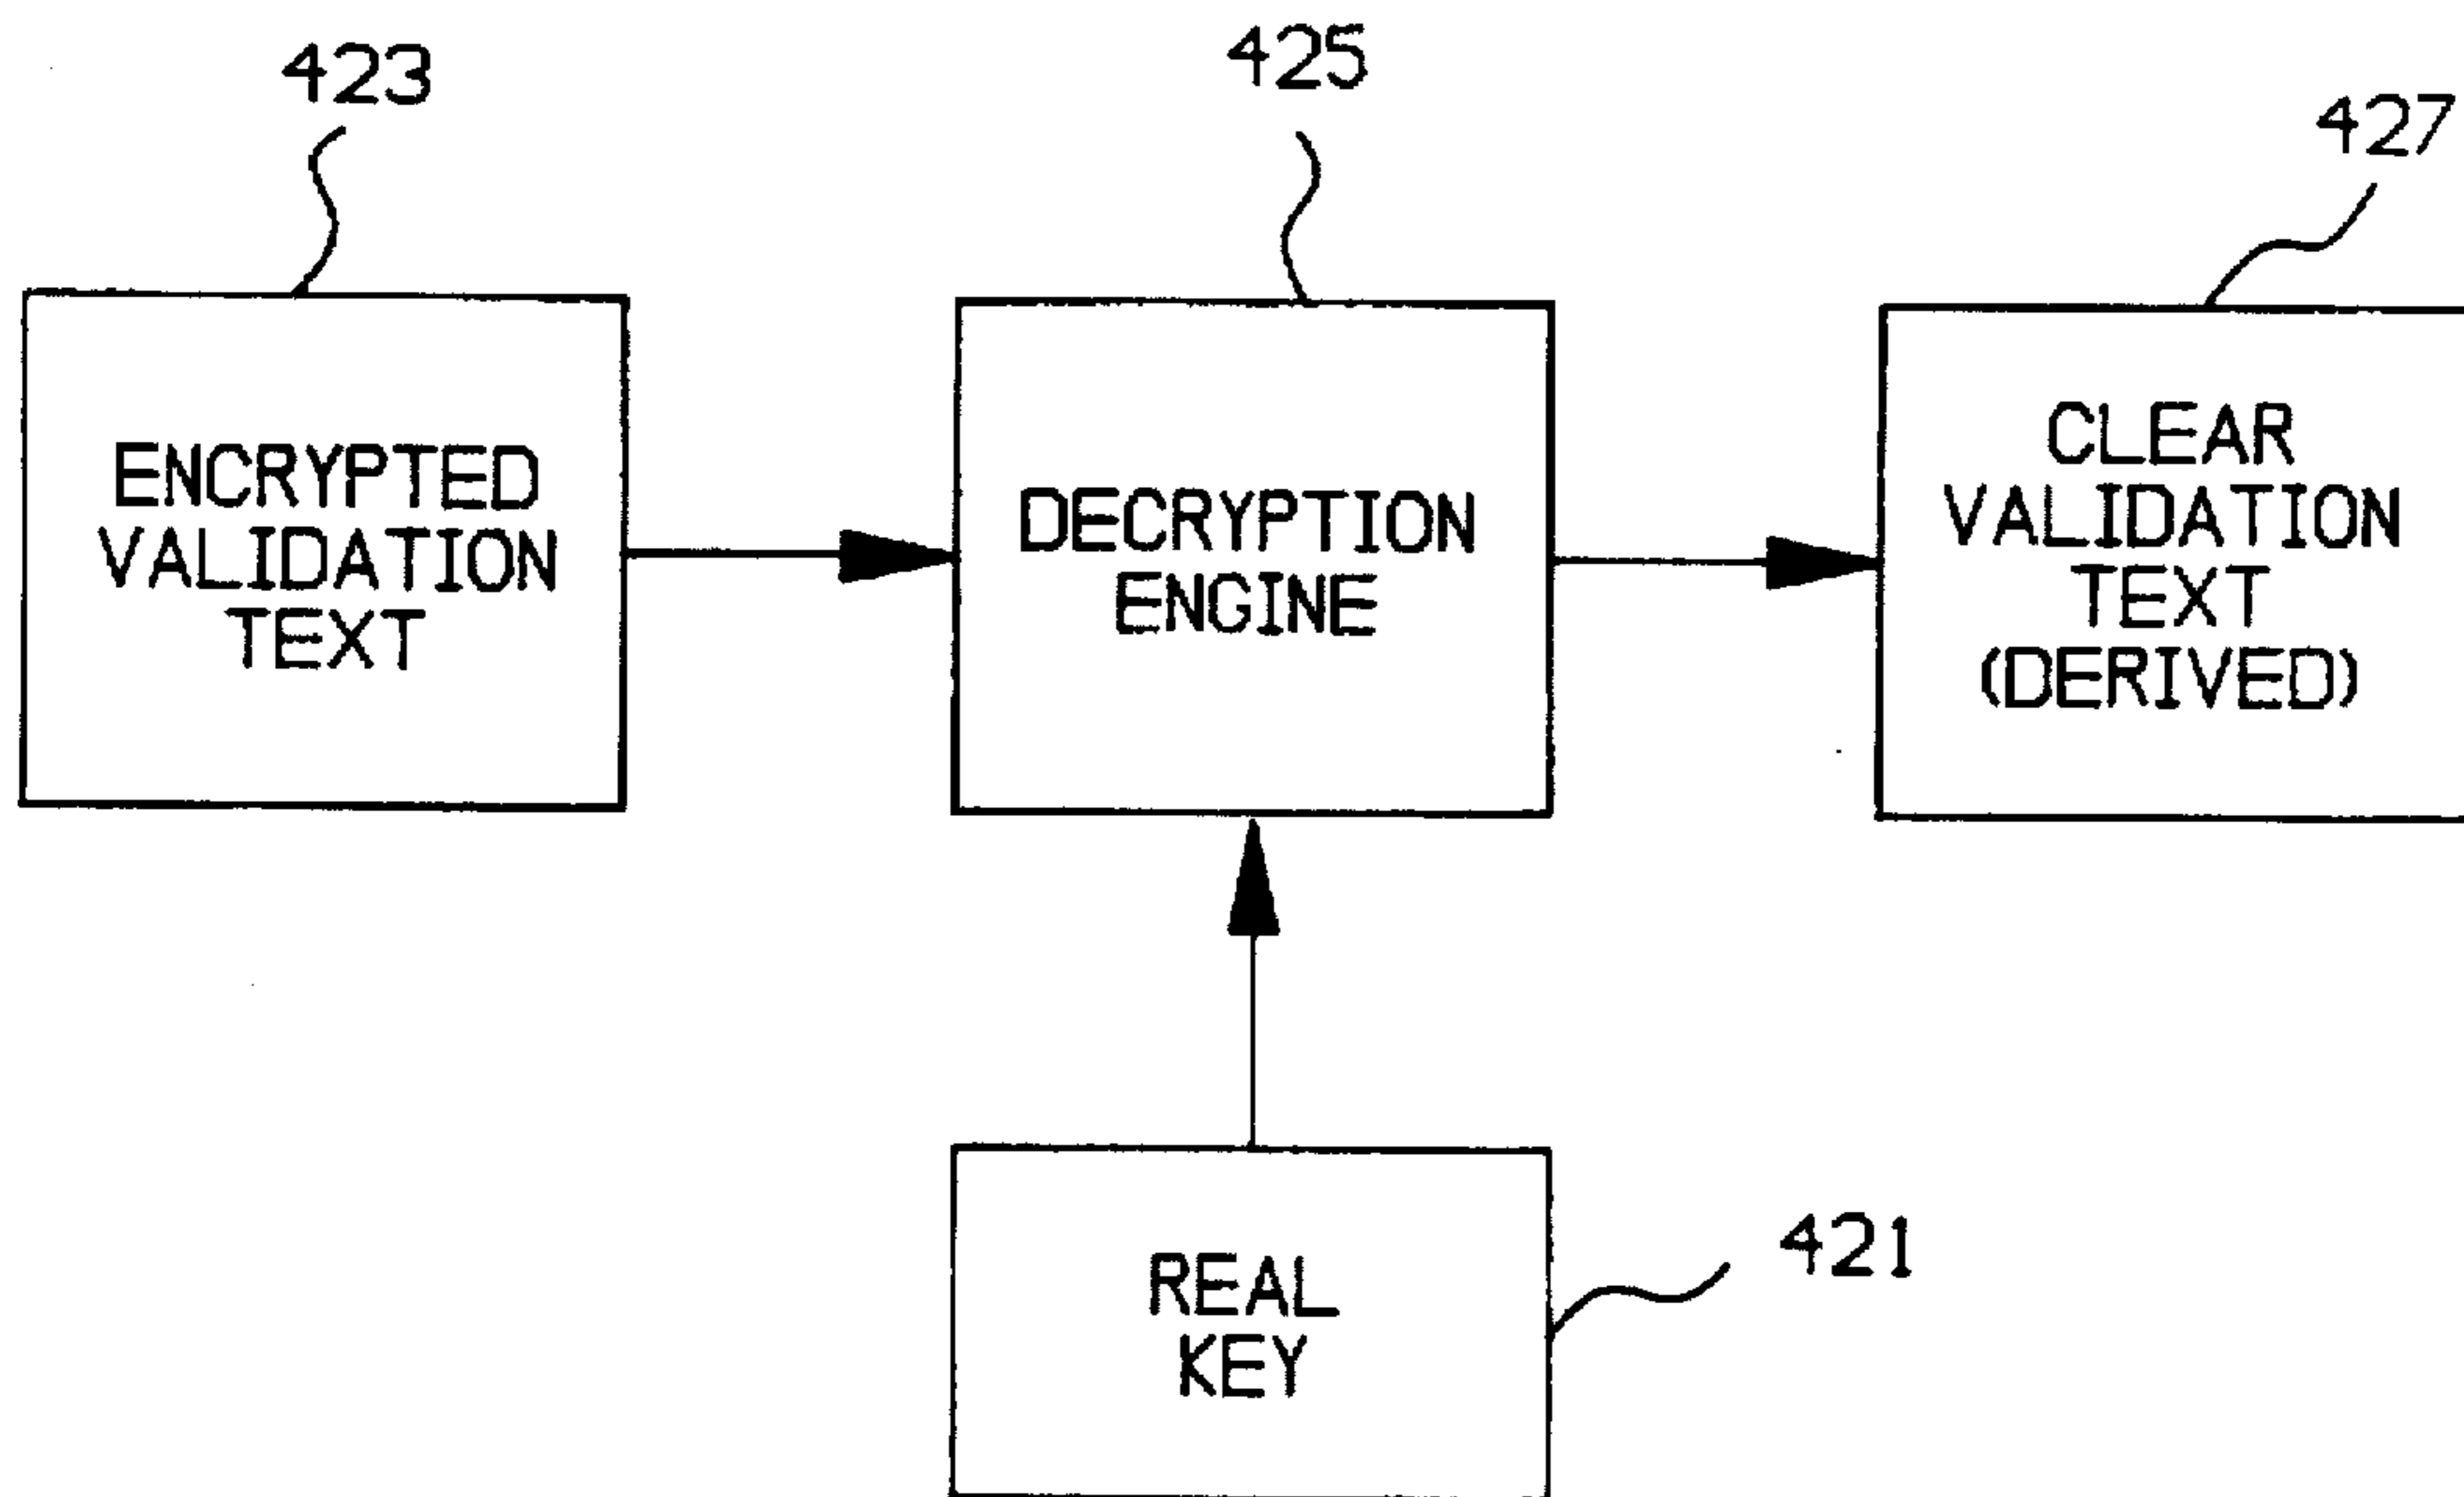 423
425
427
ENCRYPTED
VALIDATION
TEXT
DECRYPTION
ENGINE
CLEAR
VALIDATION
TEXT
(DERIVED)
REAL
KEY
421